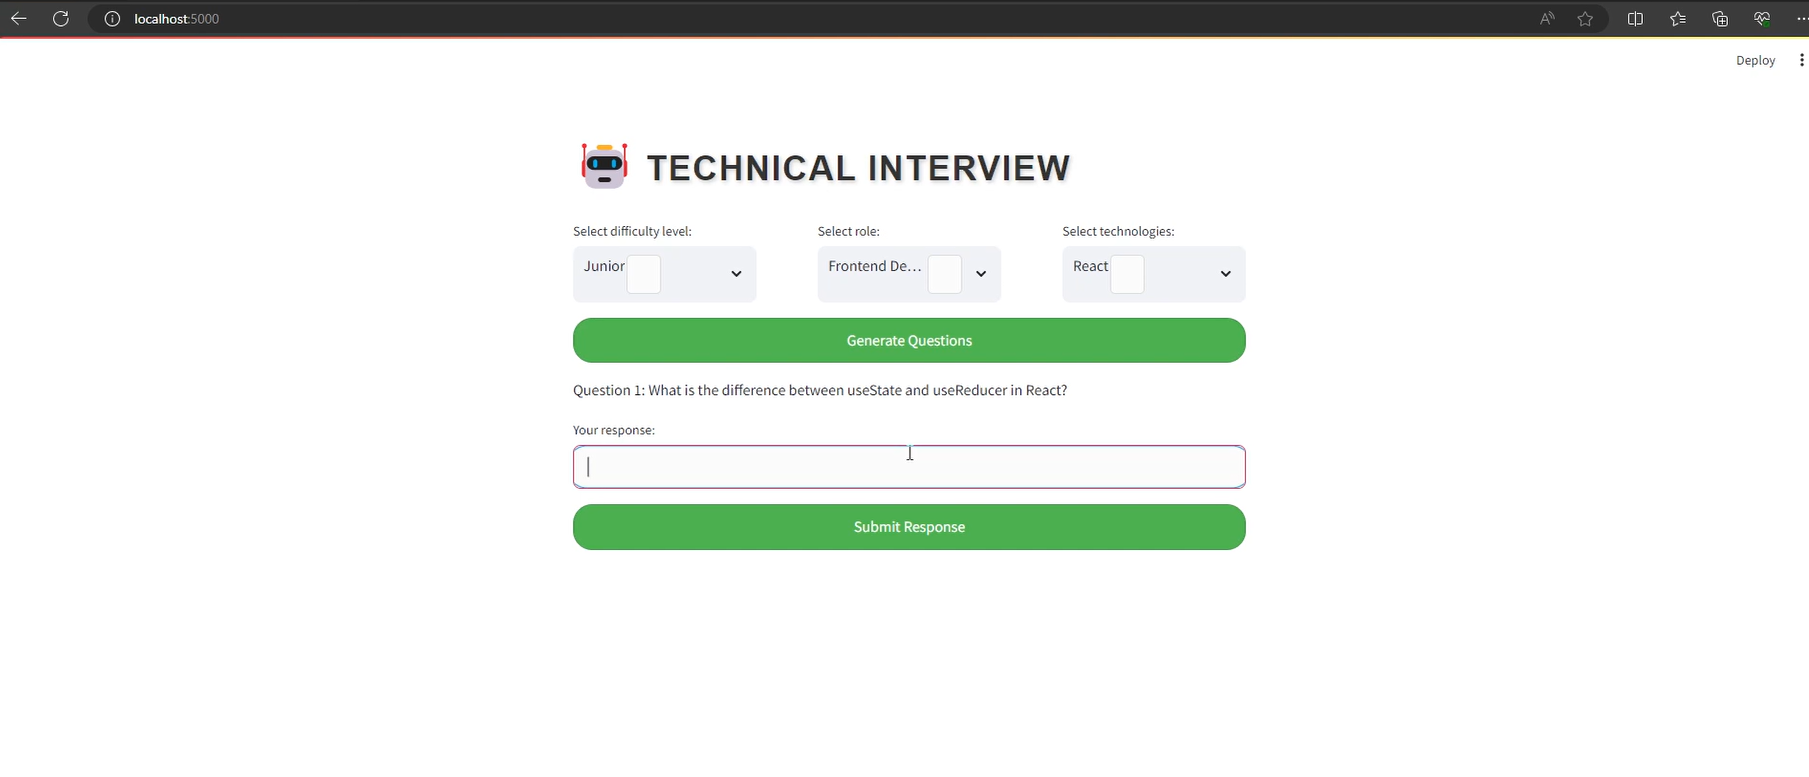 localhost:5000
Deploy
TECHNICAL INTERVIEW
Select difficulty level:
Select role:
Select technologies:
Junior
Frontend De...
React
Generate Questions
Question 1: What is the difference between useState and useReducer in React?
Your response:
Submit Response